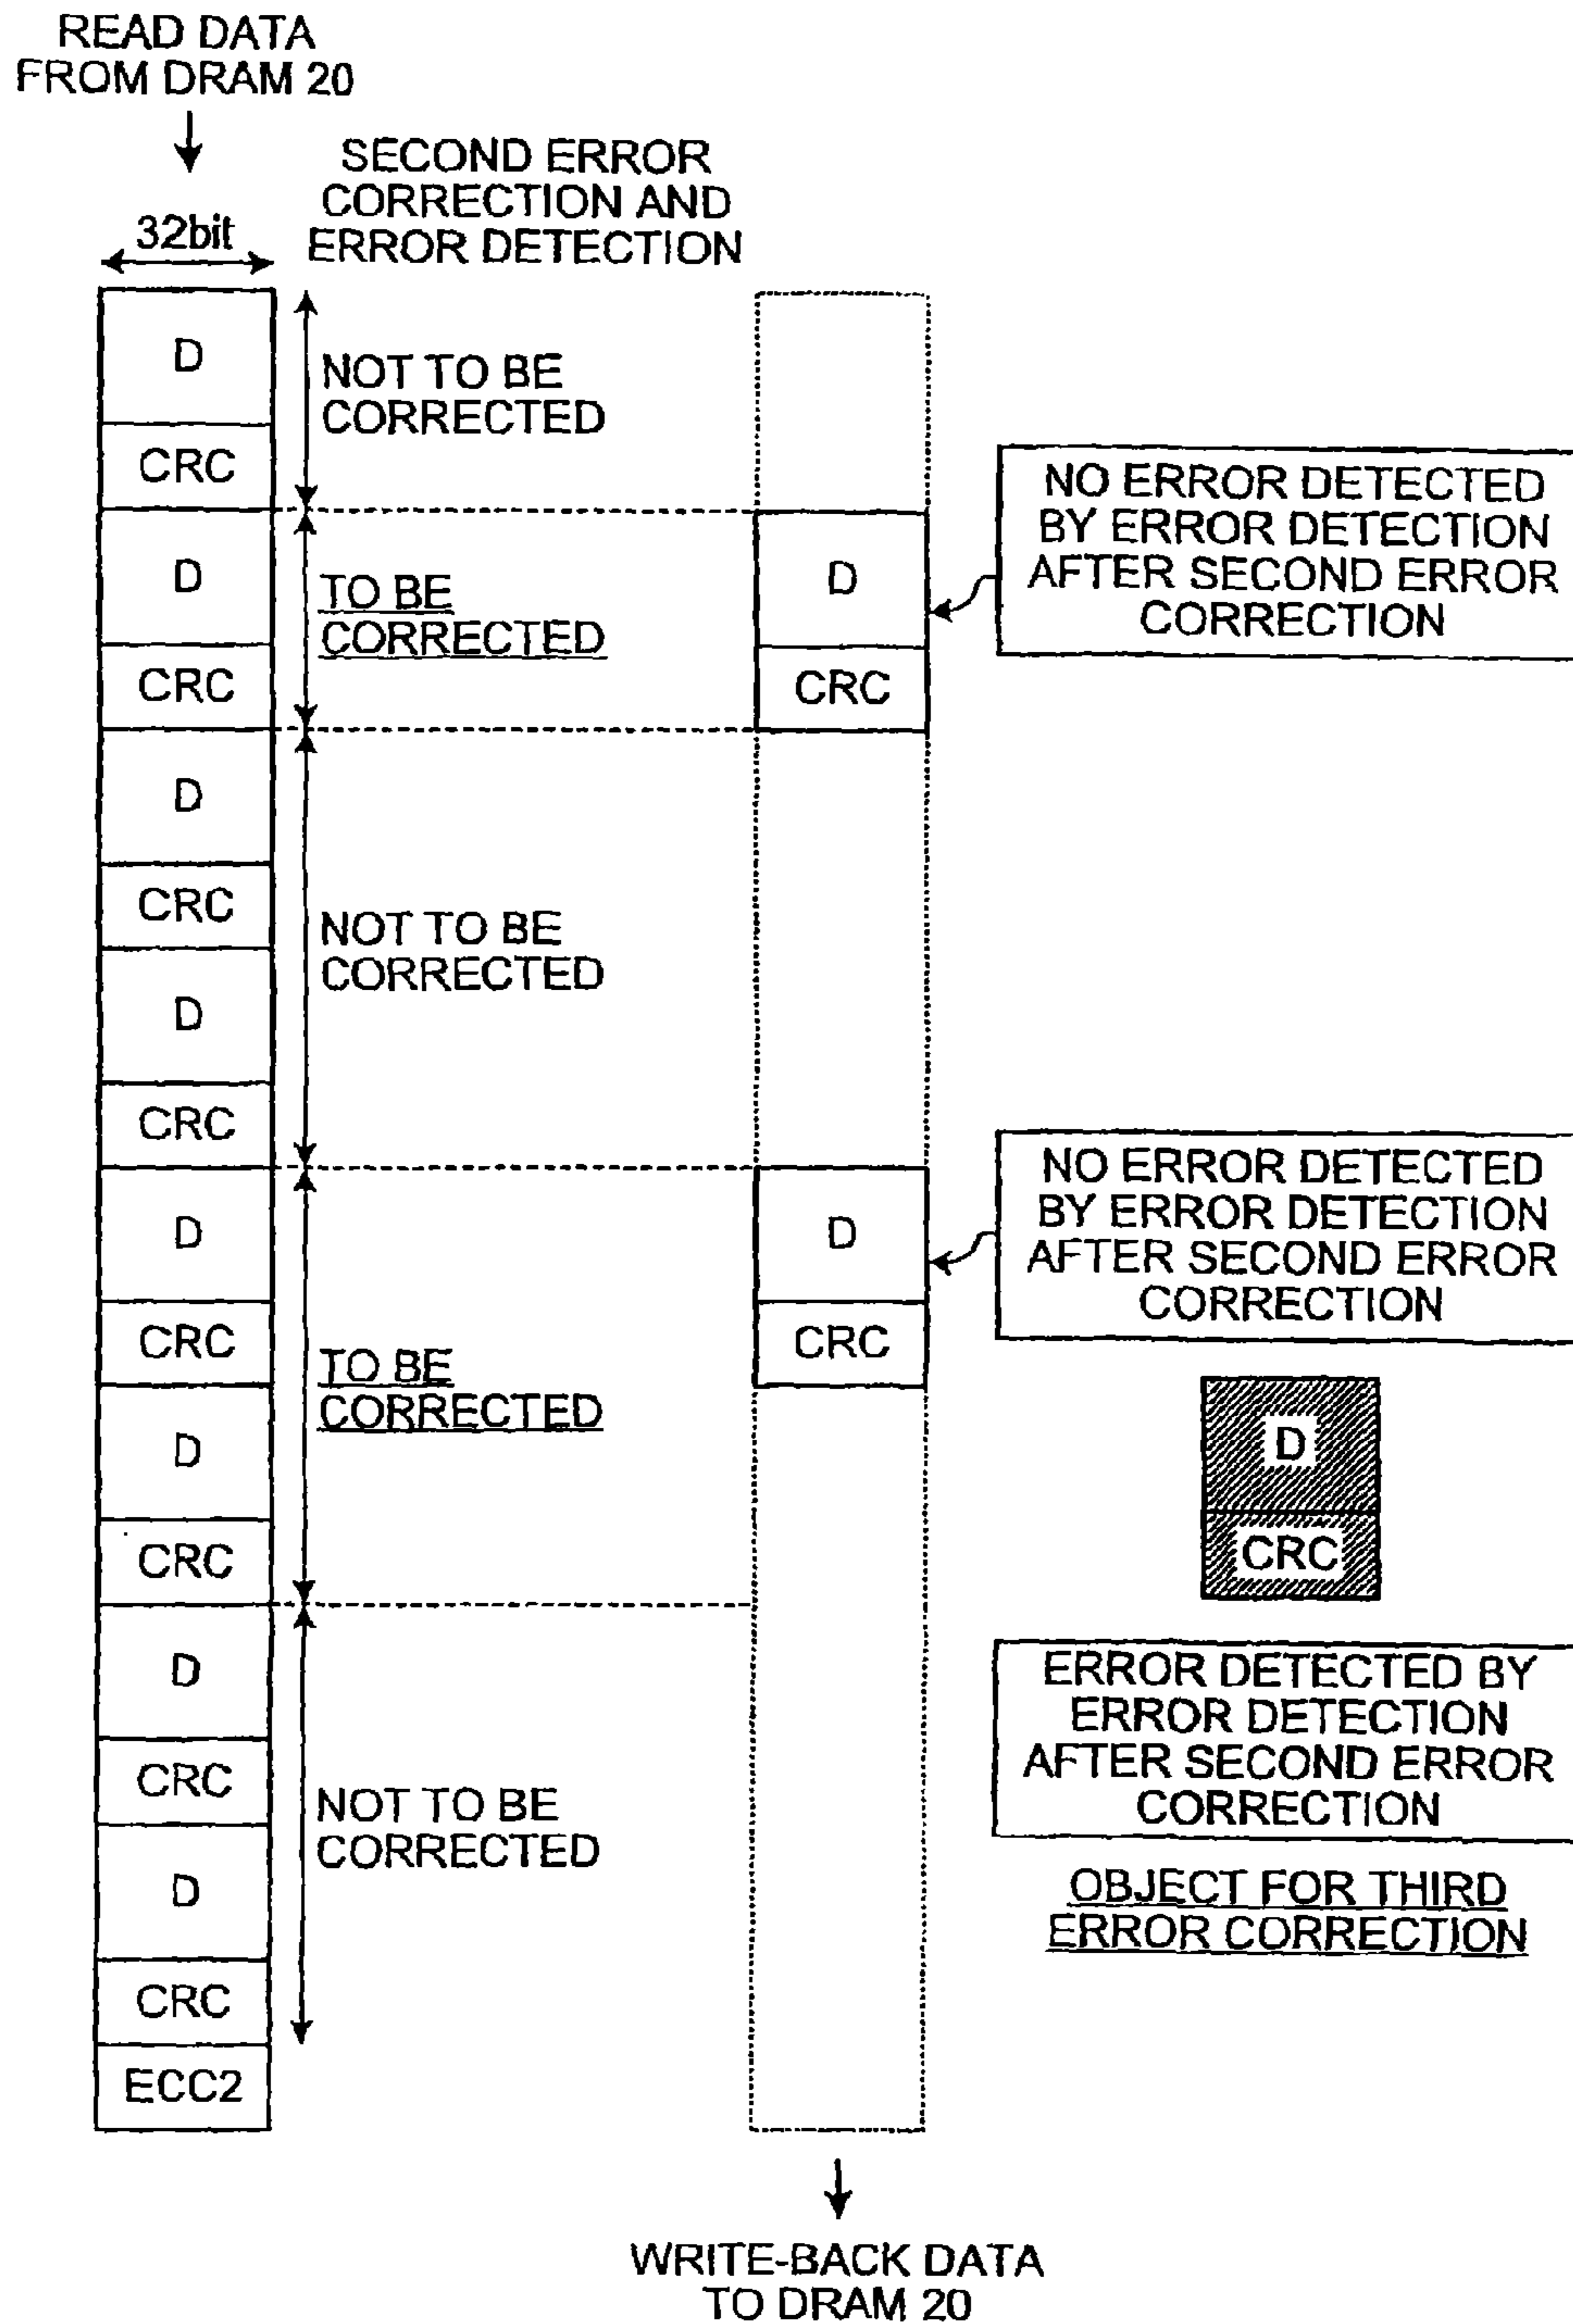 READ DATA
FROM DRAM 20
SECOND ERROR
CORRECTION AND
ERROR DETECTION
32bit
D
NOT TO BE
CORRECTED
CRC
NO ERROR DETECTED
BY ERROR DETECTION
AFTER SECOND ERROR
CORRECTION
D
TO BE
CORRECTED
D
CRC
CRC
D
CRC
NOT TO BE
CORRECTED
D
CRC
NO ERROR DETECTED
BY ERROR DETECTION
AFTER SECOND ERROR
CORRECTION
D
D
CRC
CRC
TO BE
CORRECTED
D
D
CRC
CRC
ERROR DETECTED BY
ERROR DETECTION
AFTER SECOND ERROR
CORRECTION
D
CRC
NOT TO BE
CORRECTED
D
OBJECT FOR THIRD
ERROR CORRECTION
CRC
ECC2
WRITE-BACK DATA
TO DRAM 20